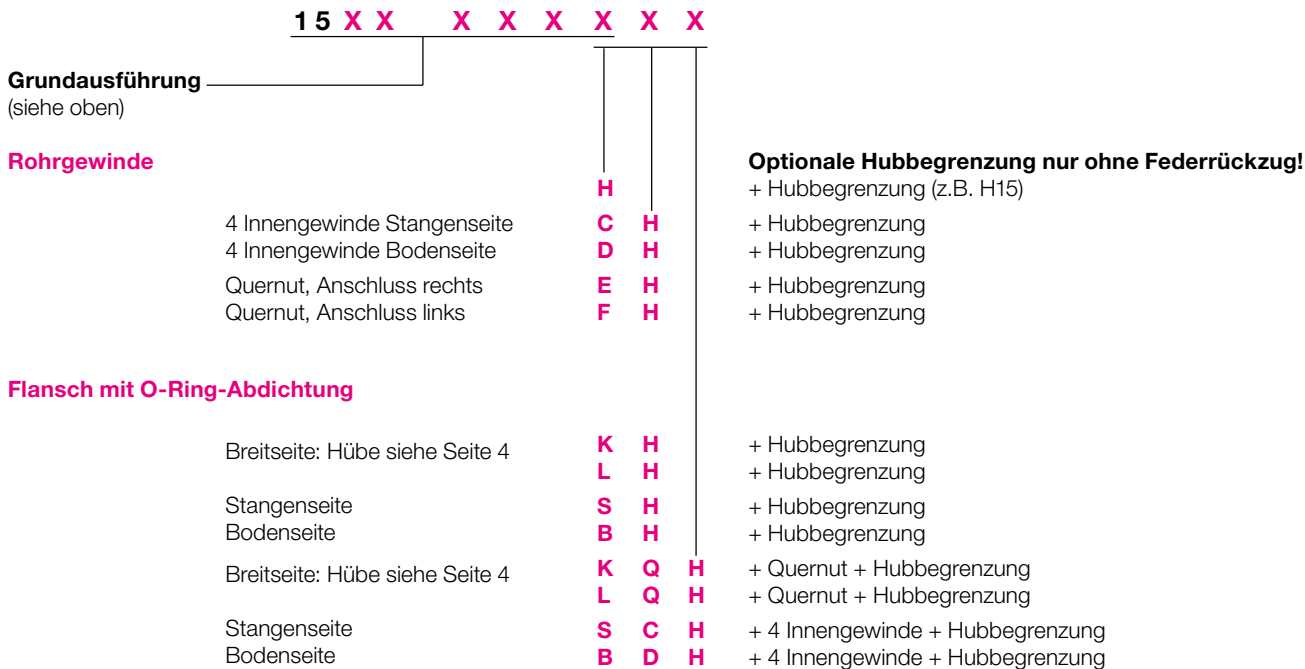 15 X X X X X X X X
Grundausführung
(siehe oben)
Rohrgewinde Optionale Hubbegrenzung nur ohne Federrückzug!
H + Hubbegrenzung (z.B. H15)
4 Innengewinde Stangenseite C H + Hubbegrenzung
4 Innengewinde Bodenseite D H + Hubbegrenzung
Quernut, Anschluss rechts E H + Hubbegrenzung
Quernut, Anschluss links F H + Hubbegrenzung
Flansch mit O-Ring-Abdichtung
Breitseite: Hübe siehe Seite 4 K H + Hubbegrenzung
L H + Hubbegrenzung
Stangenseite S H + Hubbegrenzung
Bodenseite B H + Hubbegrenzung
Breitseite: Hübe siehe Seite 4 K Q H + Quernut + Hubbegrenzung
L Q H + Quernut + Hubbegrenzung
Stangenseite S C H + 4 Innengewinde + Hubbegrenzung
Bodenseite B D H + 4 Innengewinde + Hubbegrenzung